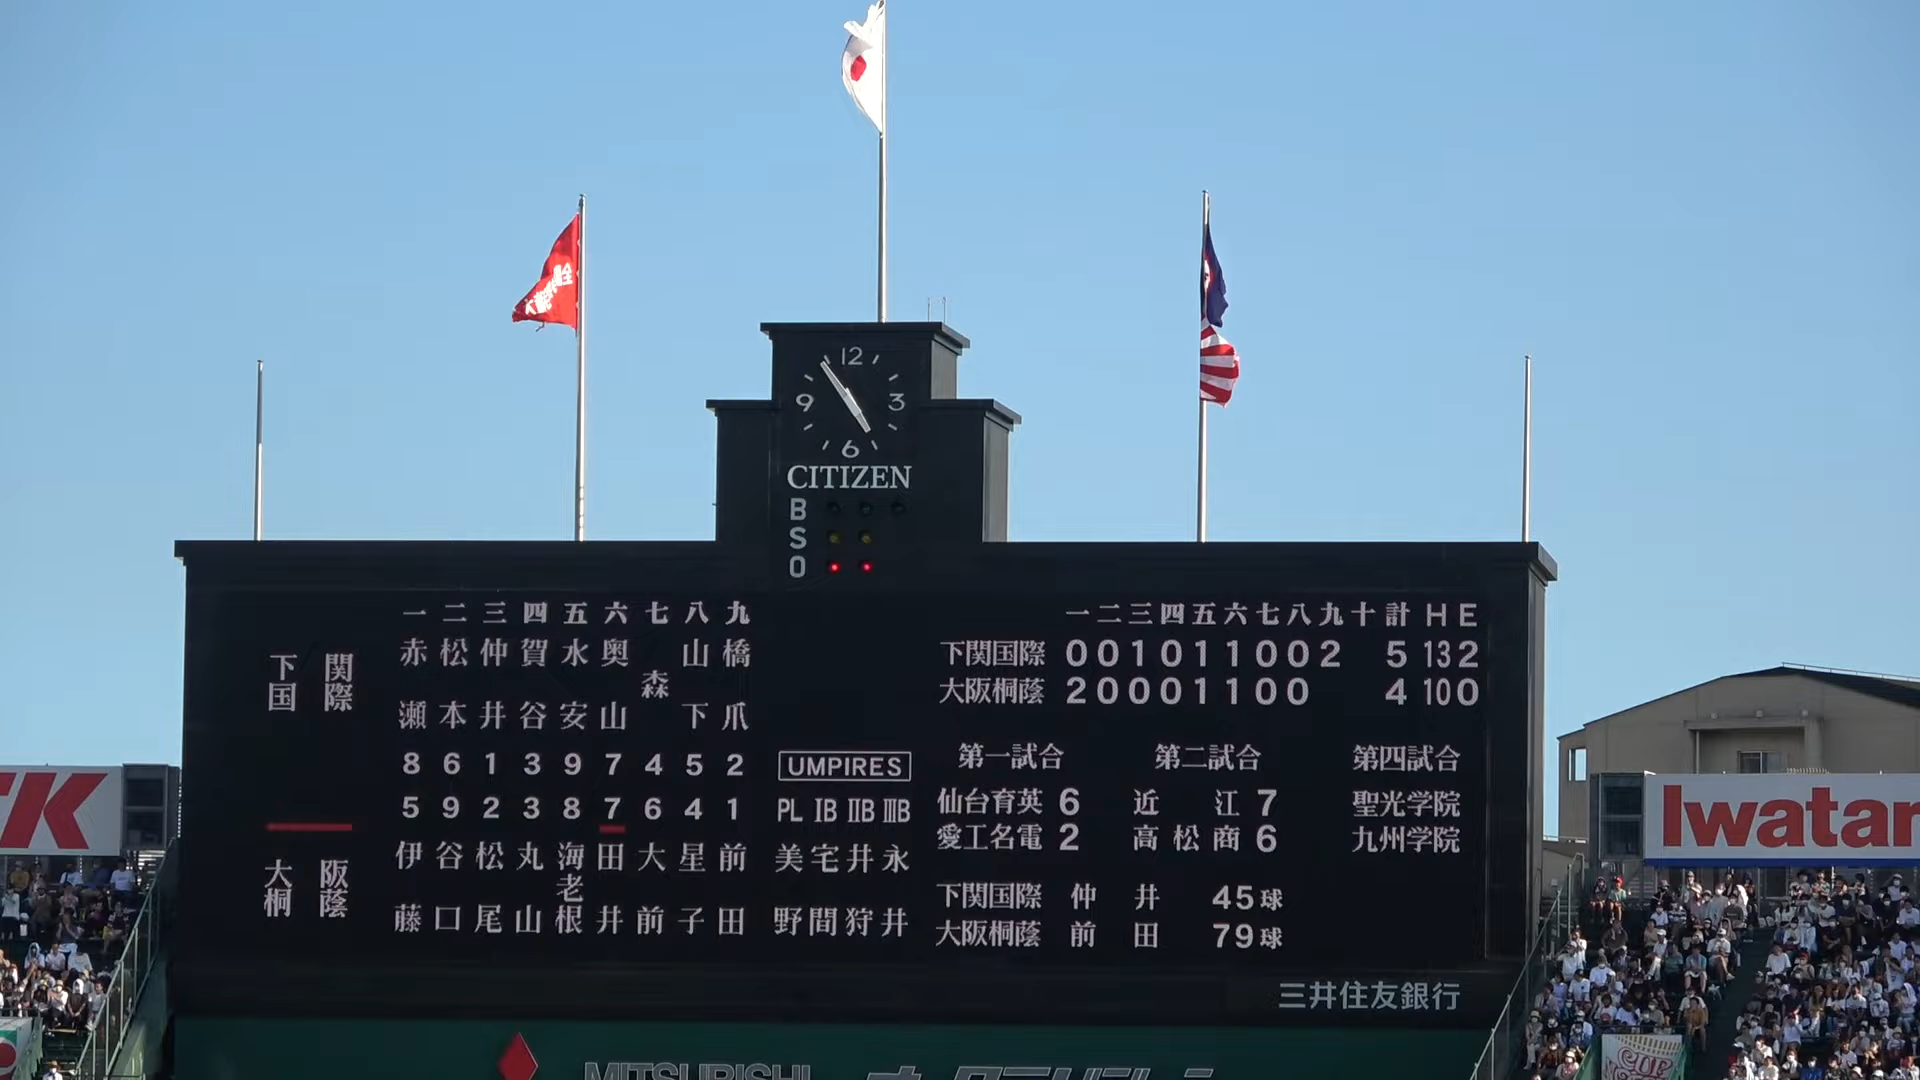 12
9 3
6
CITIZEN
B
S
O
一 二 三 四 五 六 七 八 九
下国 関際
赤瀬 松本 仲井 賀谷 水安 奥山 森 山下 橋爪
8 6 1 3 9 7 4 5 2
5 9 2 3 8 7 6 4 1
大桐 阪蔭
伊藤 谷口 松尾 丸山 海老根 田井 大前 星子 前田
UMPIRES
PL IB IIB IIIB
美野 宅間 井狩 永井
一 二 三 四 五 六 七 八 九 十 計 H E
下関国際 0 0 1 0 1 1 0 0 2 5 13 2
大阪桐蔭 2 0 0 0 1 1 0 0 4 10 0
第一試合 第二試合 第四試合
仙台育英 6 近江 7 聖光学院
愛工名電 2 高松商 6 九州学院
下関国際 仲井 45球
大阪桐蔭 前田 79球
三井住友銀行
TK
Iwatan
MITSUBISHI
CUP